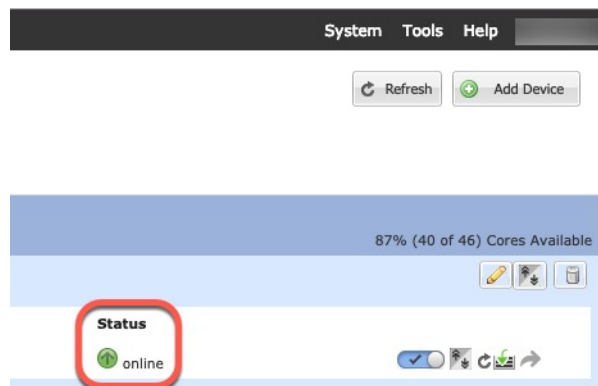 System Tools Help
Refresh Add Device
87% (40 of 46) Cores Available
Status
online